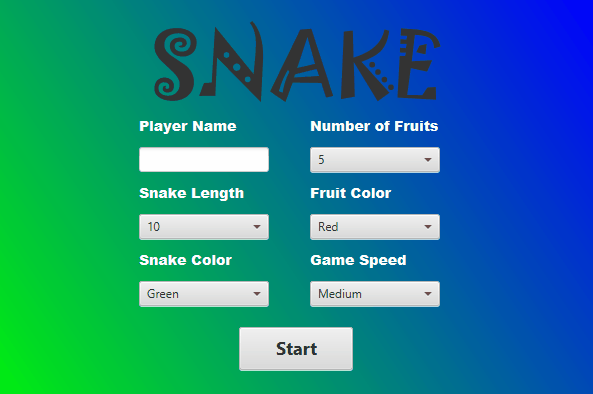 SNAKE
Player Name
Number of Fruits
5
Snake Length
Fruit Color
10
Red
Snake Color
Game Speed
Green
Medium
Start